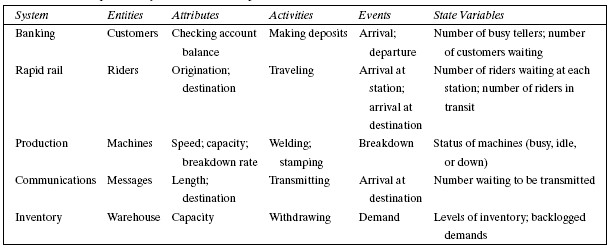 System Entities Attributes Activities Events State Variables
Banking Customers Checking account Making deposits Arrival; Number of busy tellers; number
balance departure of customers waiting
Rapid rail Riders Origination; Traveling Arrival at Number of riders waiting at each
destination station; station; number of riders in
arrival at transit
destination
Production Machines Speed; capacity; Welding; Breakdown Status of machines (busy, idle,
breakdown rate stamping or down)
Communications Messages Length; Transmitting Arrival at Number waiting to be transmitted
destination destination
Inventory Warehouse Capacity Withdrawing Demand Levels of inventory; backlogged
demands